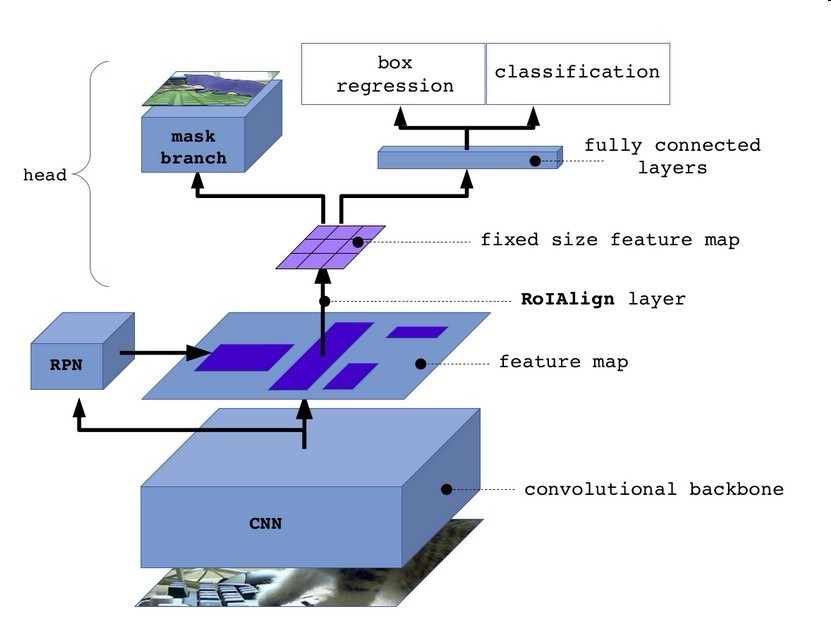 box
regression
classification
mask
branch
fully connected
layers
head
fixed size feature map
RoIAlign layer
RPN
feature map
convolutional backbone
CNN